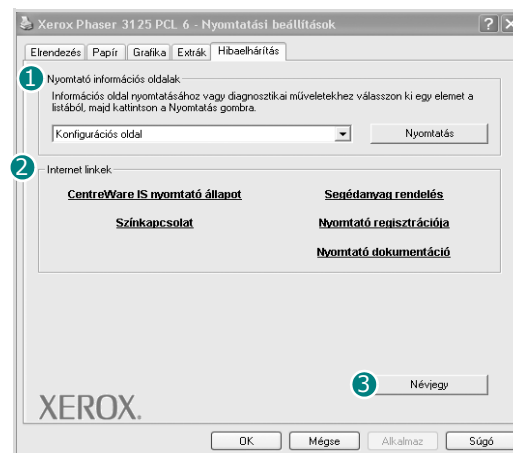 Xerox Phaser 3125 PCL 6 - Nyomtatási beállítások
Elrendezés Papír Grafika Extrák Hibaelhárítás
1 Nyomtató információs oldalak
Információs oldal nyomtatásához vagy diagnosztikai műveletekhez válasszon ki egy elemet a
listából, majd kattintson a Nyomtatás gombra.
Konfigurációs oldal Nyomtatás
2 Internet linkek
CentreWare IS nyomtató állapot Segédanyag rendelés
Színkapcsolat Nyomtató regisztrációja
Nyomtató dokumentáció
3 Névjegy
XEROX.
OK Mégse Alkalmaz Súgó